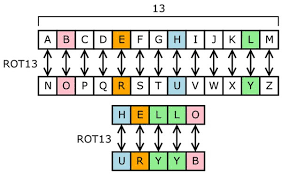 13
A B C D E F G H I J K L M
ROT13
N O P Q R S T U V W X Y Z
H E L L O
ROT13
U R Y Y B